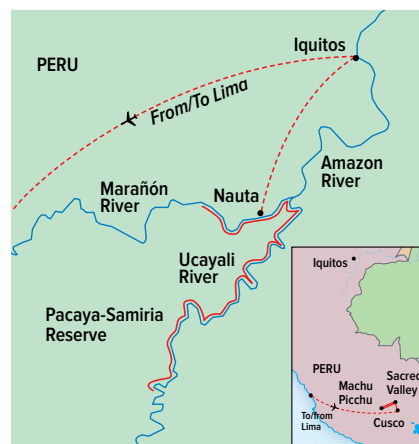 Iquitos
PERU
From/To Lima
Amazon
River
Marañón
River
Nauta
Ucayali
River
Pacaya-Samiria
Reserve
Iquitos
PERU
Machu
Picchu
Sacred
Valley
To/from
Lima
Cusco